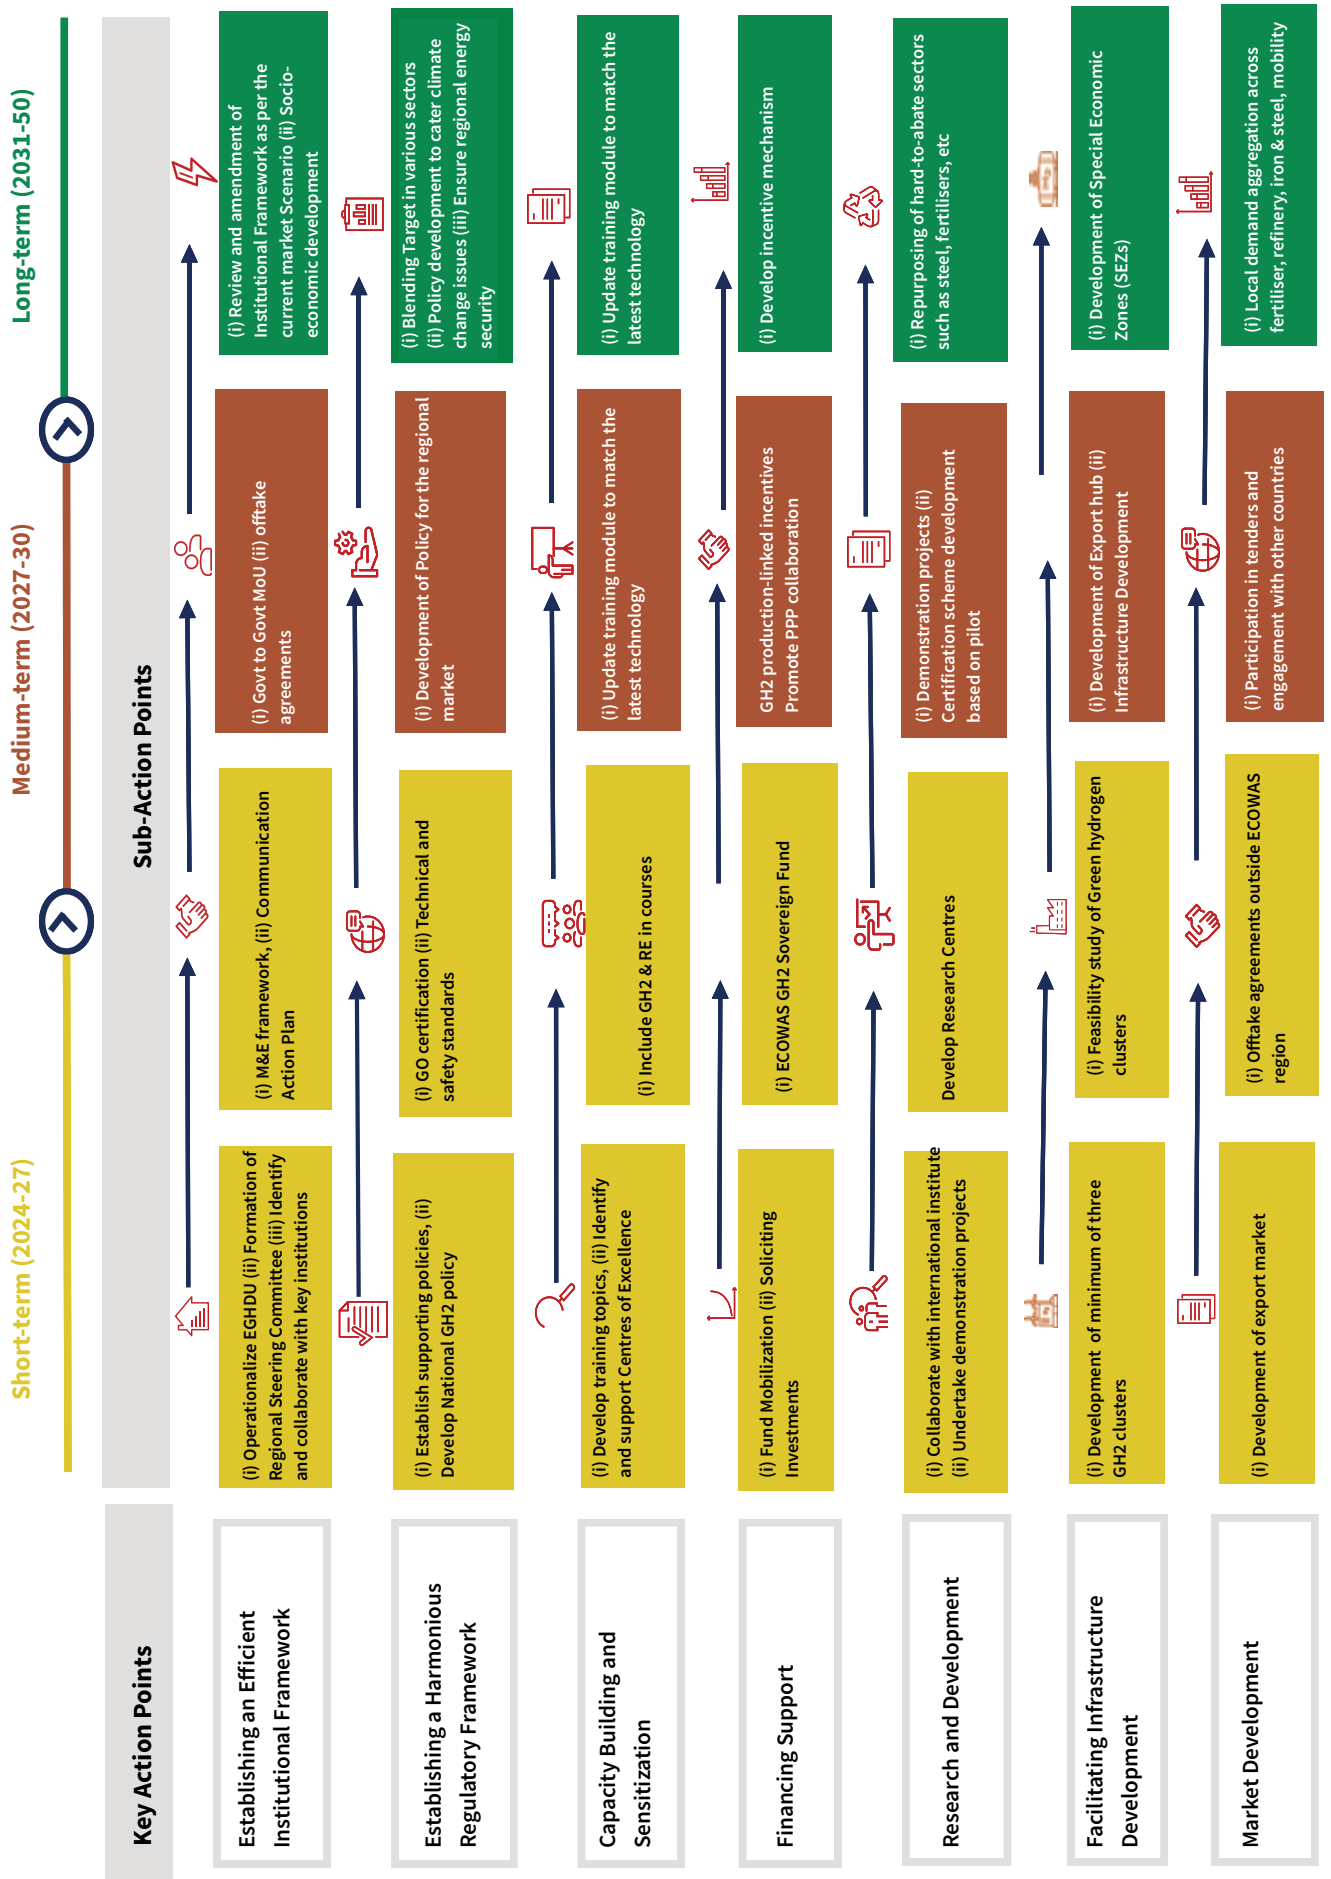 Short-term (2024-27)
Medium-term (2027-30)
Long-term (2031-50)
Key Action Points
Sub-Action Points
Establishing an Efficient
Institutional Framework
(i) Operationalize EGHDU (ii) Formation of
Regional Steering Committee (iii) Identify
and collaborate with key institutions
(i) M&E framework, (ii) Communication
Action Plan
(i) Govt to Govt MoU (ii) offtake
agreements
(i) Review and amendment of
Institutional Framework as per the
current market Scenario (ii) Socio-
economic development
Establishing a Harmonious
Regulatory Framework
(i) Establish supporting policies, (ii)
Develop National GH2 policy
(i) GO certification (ii) Technical and
safety standards
(i) Development of Policy for the regional
market
(i) Blending Target in various sectors
(ii) Policy development to cater climate
change issues (iii) Ensure regional energy
security
Capacity Building and
Sensitization
(i) Develop training topics, (ii) Identify
and support Centres of Excellence
(i) Include GH2 & RE in courses
(i) Update training module to match the
latest technology
(i) Update training module to match the
latest technology
Financing Support
(i) Fund Mobilization (ii) Soliciting
Investments
(i) ECOWAS GH2 Sovereign Fund
GH2 production-linked incentives
Promote PPP collaboration
(i) Develop incentive mechanism
Research and Development
(i) Collaborate with international institute
(ii) Undertake demonstration projects
Develop Research Centres
(i) Demonstration projects (ii)
Certification scheme development
based on pilot
(i) Repurposing of hard-to-abate sectors
such as steel, fertilisers, etc
Facilitating Infrastructure
Development
(i) Development of minimum of three
GH2 clusters
(i) Feasibility study of Green hydrogen
clusters
(i) Development of Export hub (ii)
Infrastructure Development
(i) Development of Special Economic
Zones (SEZs)
Market Development
(i) Development of export market
(i) Offtake agreements outside ECOWAS
region
(i) Participation in tenders and
engagement with other countries
(i) Local demand aggregation across
fertiliser, refinery, iron & steel, mobility